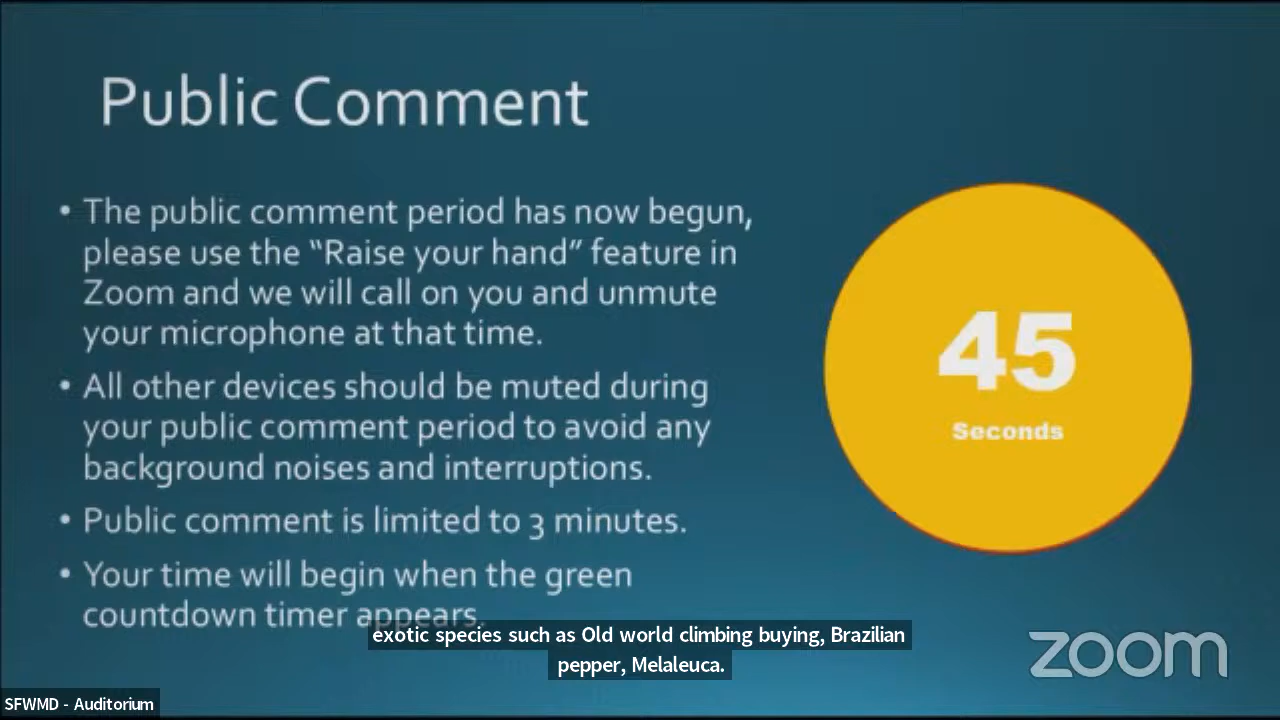 Public Comment
• The public comment period has now begun,
please use the “Raise your hand” feature in
Zoom and we will call on you and unmute
your microphone at that time.
• All other devices should be muted during
your public comment period to avoid any
background noises and interruptions.
• Public comment is limited to 3 minutes.
• Your time will begin when the green
countdown timer appears.
45
Seconds
exotic species such as Old world climbing buying, Brazilian
pepper, Melaleuca.
zoom
SFWMD - Auditorium